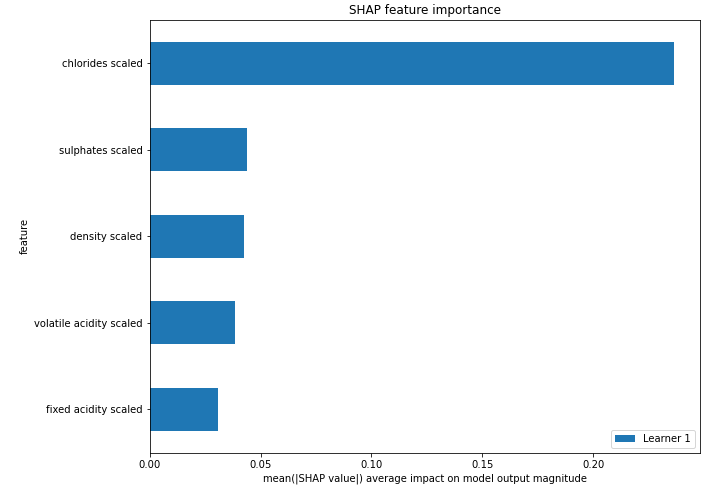 SHAP feature importance
chlorides scaled
sulphates scaled
density scaled
volatile acidity scaled
fixed acidity scaled
feature
Learner 1
0.00 0.05 0.10 0.15 0.20
mean(|SHAP value|) average impact on model output magnitude